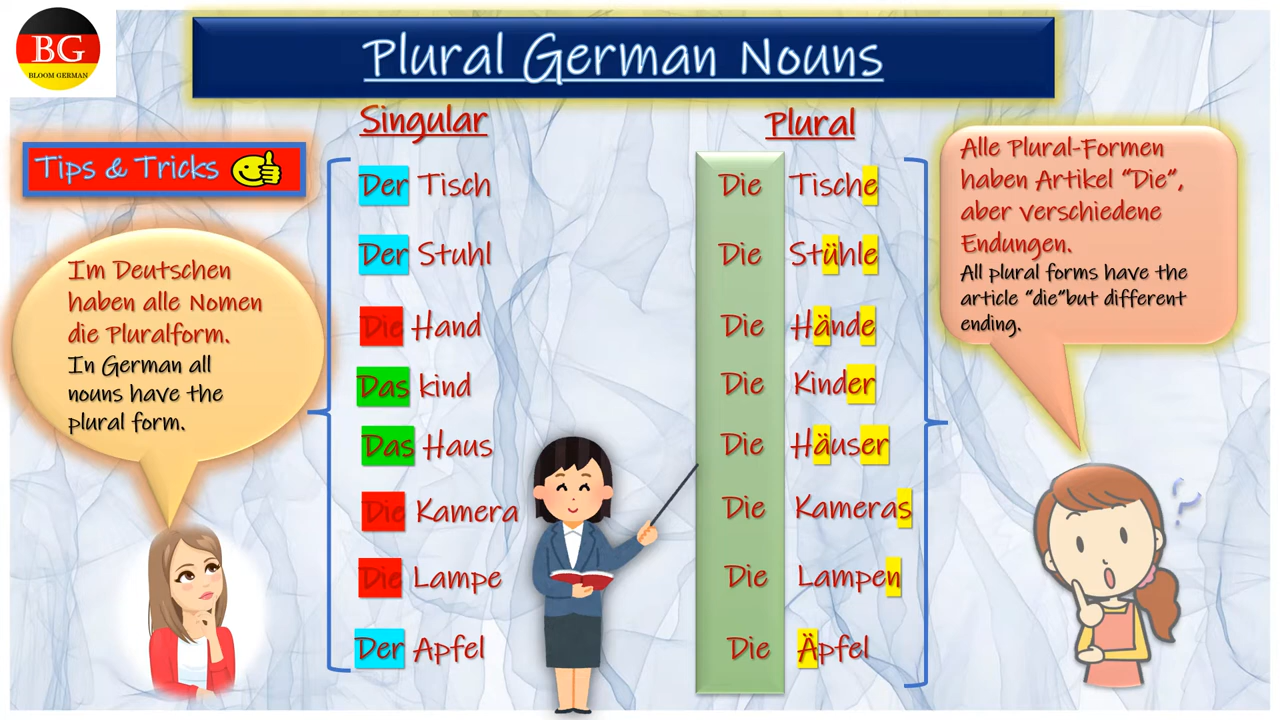 BG
BLOOM GERMAN
Plural German Nouns
Singular
Plural
Tips & Tricks
Im Deutschen
haben alle Nomen
die Pluralform.
In German all
nouns have the
plural form.
Der Tisch
Die Tische
Der Stuhl
Die Stühle
Die Hand
Die Hände
Das kind
Die Kinder
Das Haus
Die Häuser
Die Kamera
Die Kameras
Die Lampe
Die Lampen
Der Apfel
Die Äpfel
Alle Plural-Formen
haben Artikel “Die”,
aber verschiedene
Endungen.
All plural forms have the
article “die”but different
ending.
?